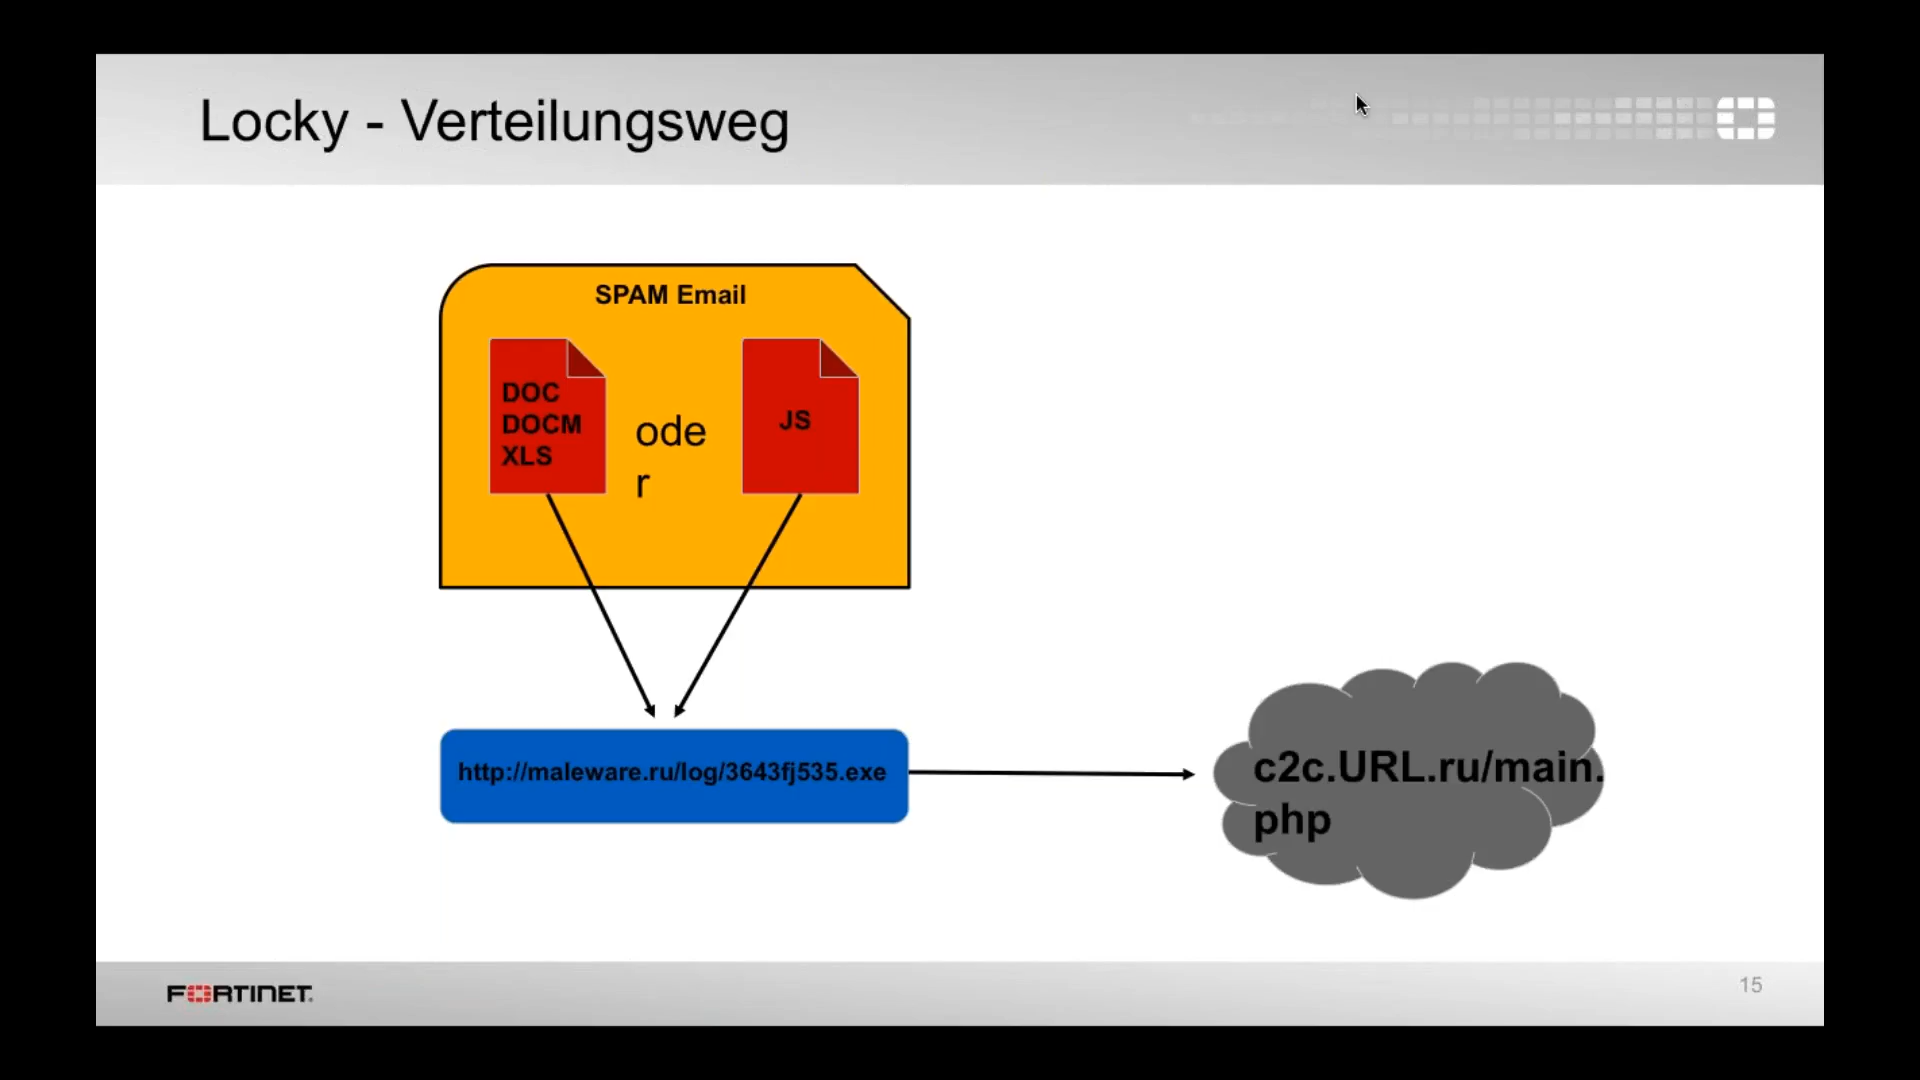 Locky - Verteilungsweg
SPAM Email
DOC
DOCM
XLS
ode
r
JS
http://maleware.ru/log/3643fj535.exe
c2c.URL.ru/main.
php
FORTINET
15